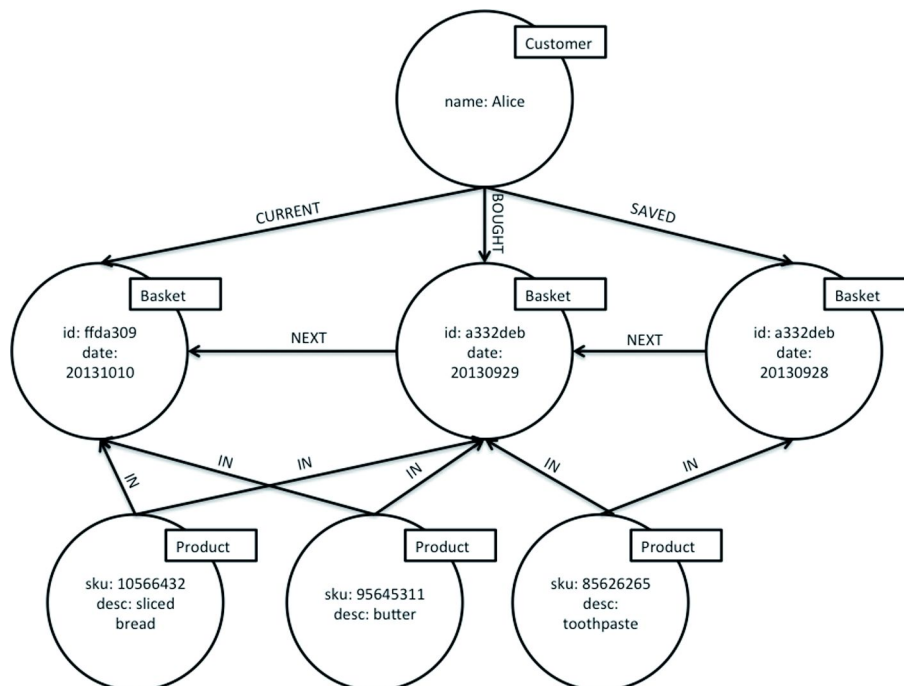 Customer
name: Alice
CURRENT
BOUGHT
SAVED
Basket
id: ffda309
date:
20131010
NEXT
Basket
id: a332deb
date:
20130929
NEXT
Basket
id: a332deb
date:
20130928
IN
IN
IN
IN
IN
IN
Product
sku: 10566432
desc: sliced
bread
Product
sku: 95645311
desc: butter
Product
sku: 85626265
desc:
toothpaste